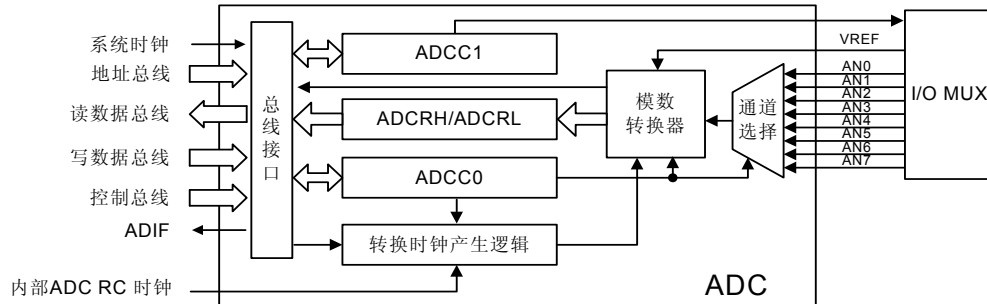 系统时钟
地址总线
读数据总线
写数据总线
控制总线
ADIF
内部ADC RC 时钟
总线接口
ADCC1
ADCRH/ADCRL
ADCC0
转换时钟产生逻辑
模数
转换器
通道
选择
VREF
AN0
AN1
AN2
AN3
AN4
AN5
AN6
AN7
I/O MUX
ADC